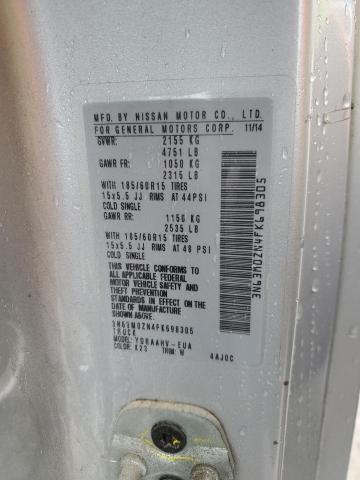 MFD. BY NISSAN MOTOR CO., LTD.
FOR GENERAL MOTORS CORP. 11/14
GVWR: 2155 KG
4751 LB
GAWR FR: 1050 KG
2315 LB
WITH 185/60R15 TIRES
15x5.5 JJ RIMS AT 44PSI
COLD SINGLE
GAWR RR: 1150 KG
2535 LB
WITH 185/60R15 TIRES
15x5.5 JJ RIMS AT 48 PSI
COLD SINGLE
THIS VEHICLE CONFORMS TO ALL
APPLICABLE FEDERAL MOTOR
VEHICLE SAFETY AND
THEFT PREVENTION
STANDARDS IN EFFECT ON
THE DATE OF MANUFACTURE
SHOWN ABOVE.
3N63M0ZN4FK698305
TRUCK
MODEL: YDRAAHV-EUA
COLOR: K23 TRIM: W 4AJ0C
3N63M0ZN4FK698305